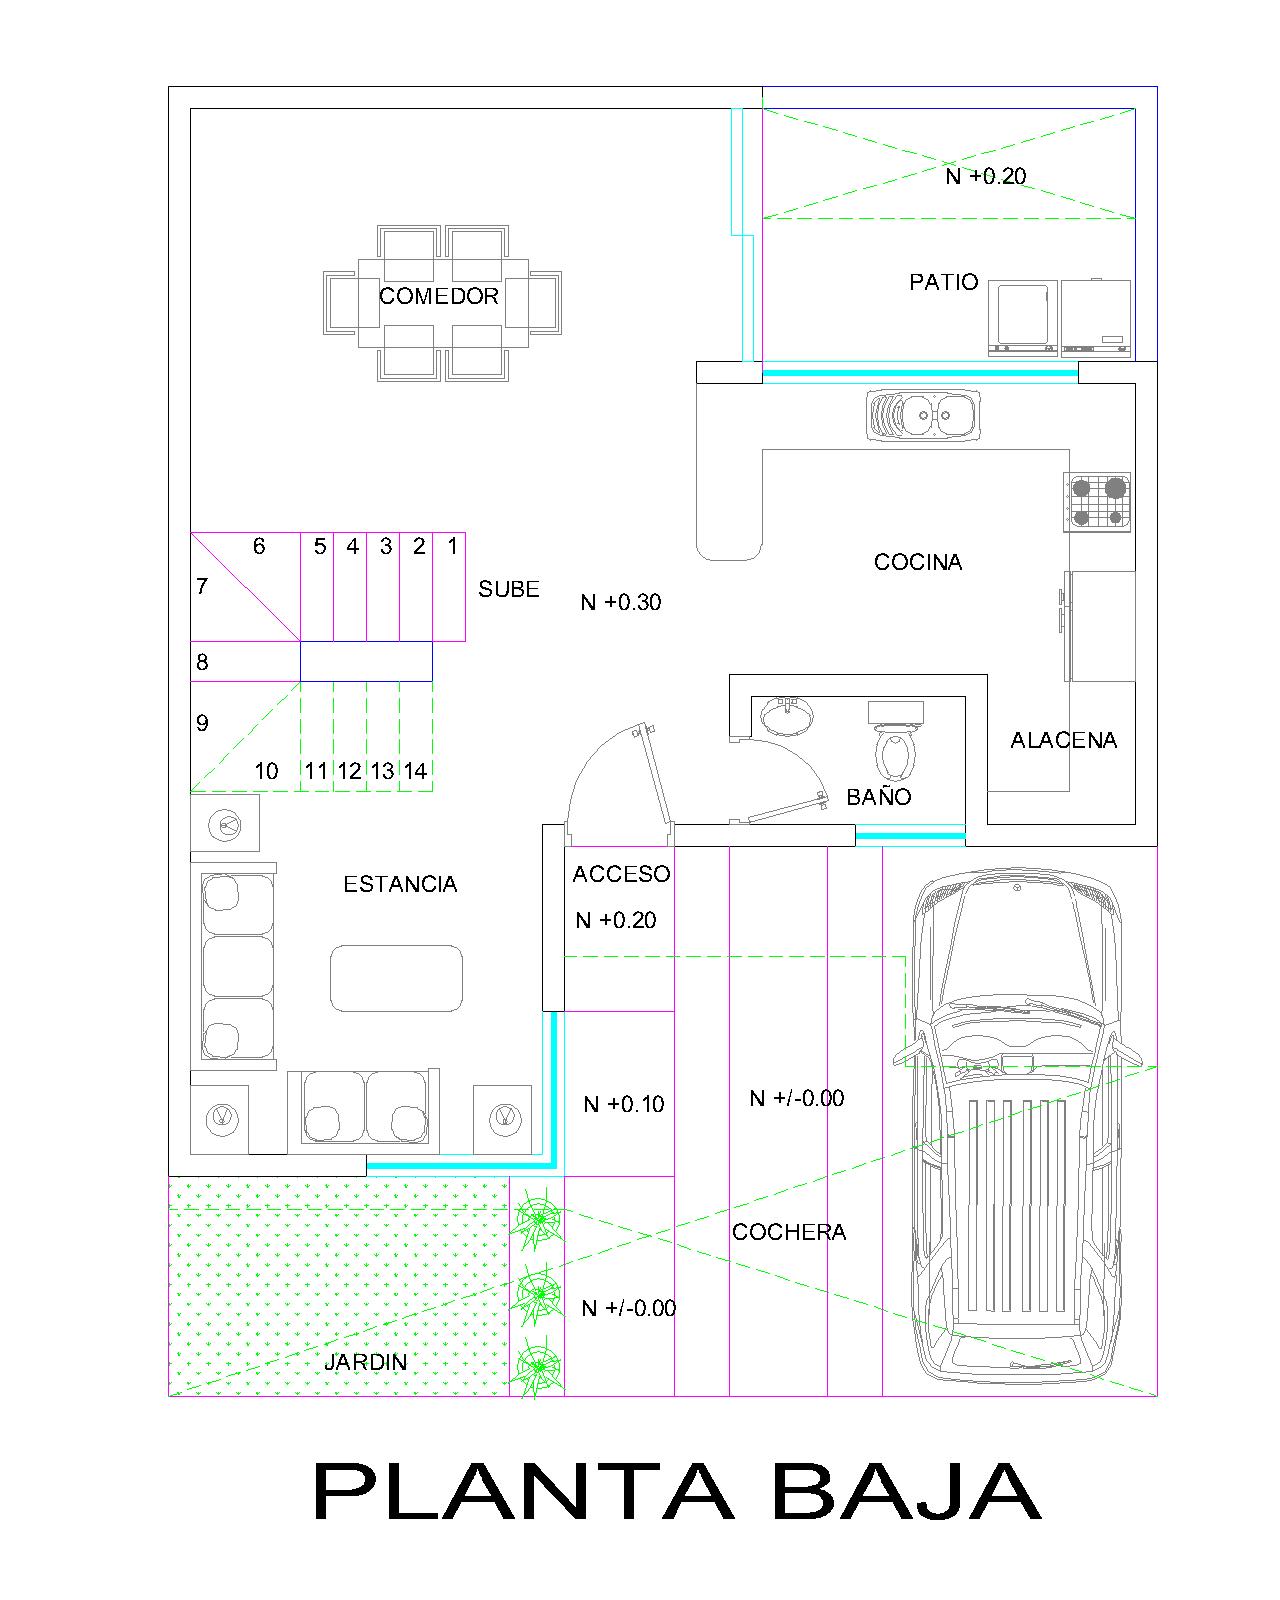 N +0.20
PATIO
COMEDOR
6 5 4 3 2 1
7
SUBE
N +0.30
COCINA
8
9
10 11 12 13 14
ALACENA
BAÑO
ESTANCIA
ACCESO
N +0.20
N +0.10
N +/-0.00
COCHERA
N +/-0.00
JARDIN
PLANTA BAJA